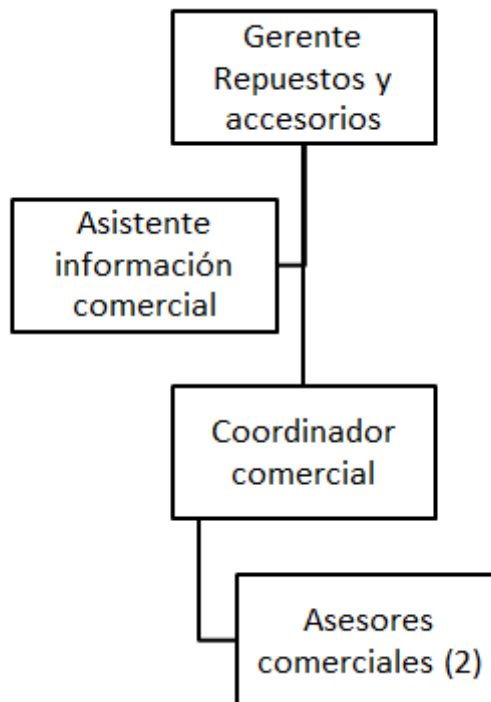 Gerente
Repuestos y
accesorios
Asistente
información
comercial
Coordinador
comercial
Asesores
comerciales (2)